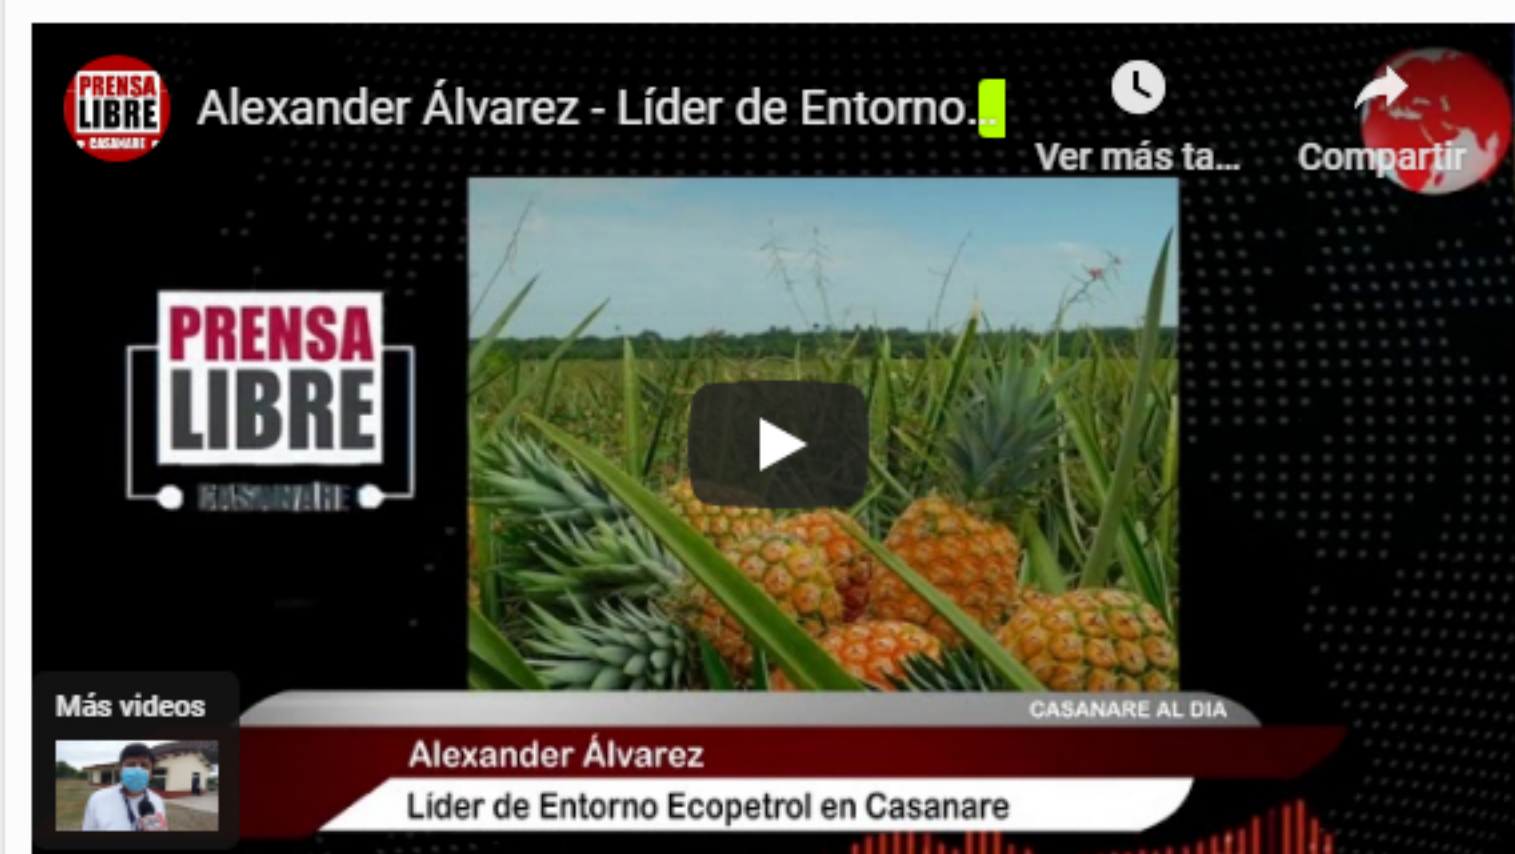 PRENSA
LIBRE
CASANARE
Alexander Álvarez - Líder de Entorno...
Ver más ta...
Compartir
PRENSA
LIBRE
CASANARE
Más videos
CASANARE AL DIA
Alexander Álvarez
Líder de Entorno Ecopetrol en Casanare